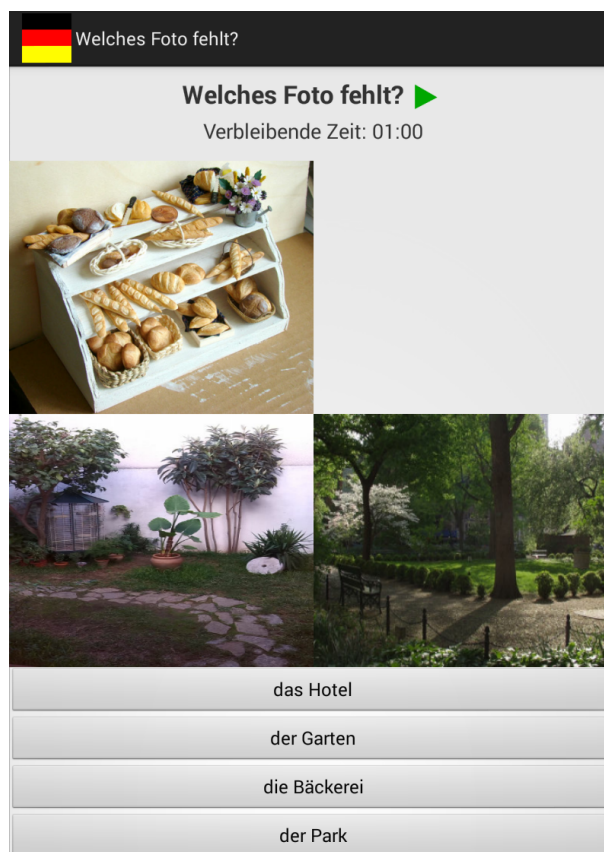 Welches Foto fehlt?
Welches Foto fehlt?
Verbleibende Zeit: 01:00
das Hotel
der Garten
die Bäckerei
der Park